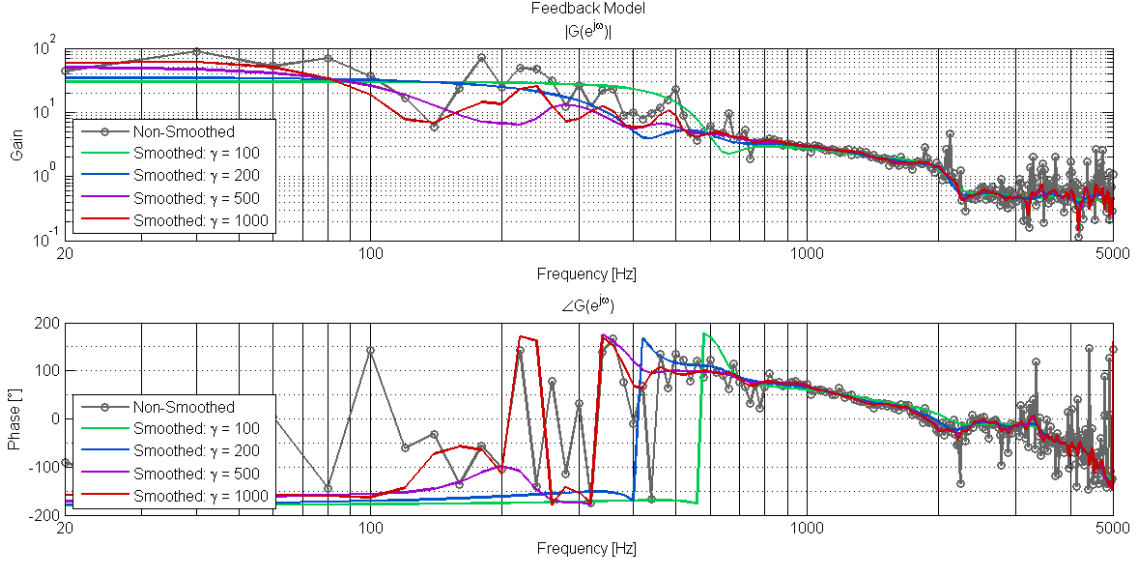 Feedback Model
|G(e^jω)|
Gain
10^2
10^1
10^0
10^-1
Non-Smoothed
Smoothed: γ = 100
Smoothed: γ = 200
Smoothed: γ = 500
Smoothed: γ = 1000
20
100
1000
5000
Frequency [Hz]
∠G(e^jω)
Phase [°]
200
100
0
-100
-200
Non-Smoothed
Smoothed: γ = 100
Smoothed: γ = 200
Smoothed: γ = 500
Smoothed: γ = 1000
20
100
1000
5000
Frequency [Hz]